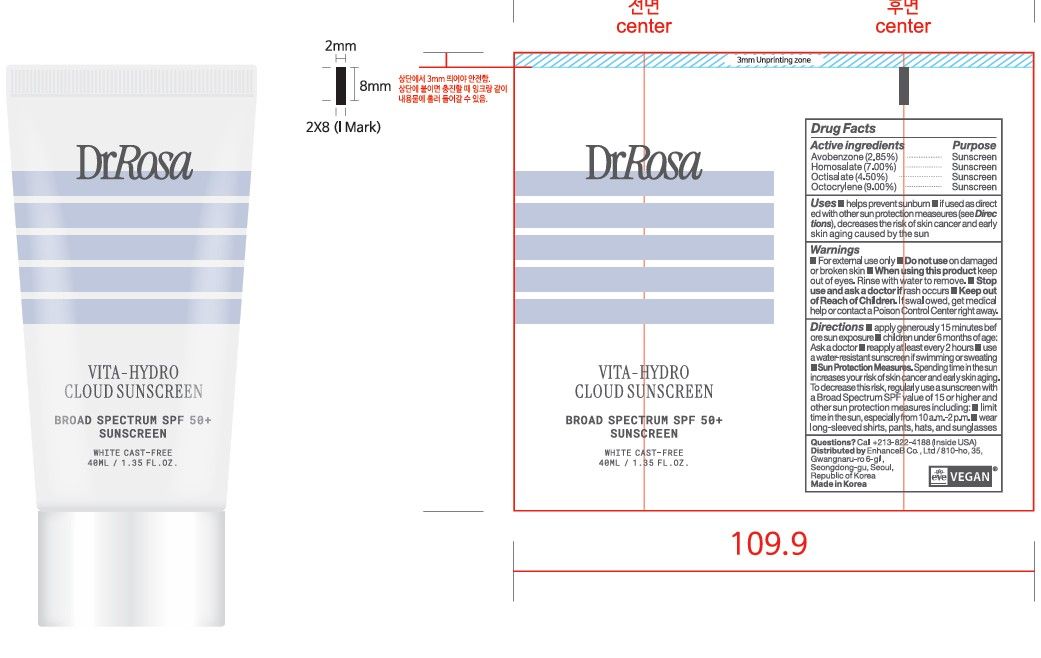 DrRosa
VITA-HYDRO
CLOUD SUNSCREEN
BROAD SPECTRUM SPF 50+
SUNSCREEN
WHITE CAST-FREE
40ML / 1.35 FL.OZ.
2mm
8mm
2X8 (I Mark)
상단에서 3mm 띄어야 안전함.
상단에 붙이면 충진할 때 잉크랑 같이
내용물에 흘러 들어갈 수 있음.
전면
center
후면
center
3mm Unprinting zone
DrRosa
VITA-HYDRO
CLOUD SUNSCREEN
BROAD SPECTRUM SPF 50+
SUNSCREEN
WHITE CAST-FREE
40ML / 1.35 FL.OZ.
Drug Facts
Active ingredients Purpose
Avobenzone (2.85%) Sunscreen
Homosalate (7.00%) Sunscreen
Octisalate (4.50%) Sunscreen
Octocrylene (9.00%) Sunscreen
Uses ■ helps prevent sunburn ■ if used as direct
ed with other sun protection measeures (see Direc
tions), decreases the risk of skin cancer and early
skin aging caused by the sun
Warnings
■ For external use only ■ Do not use on damaged
or broken skin ■ When using this product keep
out of eyes. Rinse with water to remove. ■ Stop
use and ask a doctor if rash occurs ■ Keep out
of Reach of Children. If swallowed, get medical
help or contact a Poison Control Center right away.
Directions ■ apply generously 15 minutes bef
ore sun exposure ■ children under 6 months of age:
Ask a doctor ■ reapply at least every 2 hours ■ use
a water-resistant sunscreen if swimming or sweating
■ Sun Protection Measures. Spending time in the sun
increases your risk of skin cancer and early skin aging.
To decrease this risk, regularly use a sunscreen with
a Broad Spectrum SPF value of 15 or higher and
other sun protection measures including: ■ limit
time in the sun, especially from 10 a.m.-2 p.m. ■ wear
long-sleeved shirts, pants, hats, and sunglasses
Questions? Call +213-822-4188 (Inside USA)
Distributed by EnhanceB Co., Ltd / 810-ho, 35,
Gwangnaru-ro 6-gil,
Seongdong-gu, Seoul,
Republic of Korea
Made in Korea
eve VEGAN®
109.9